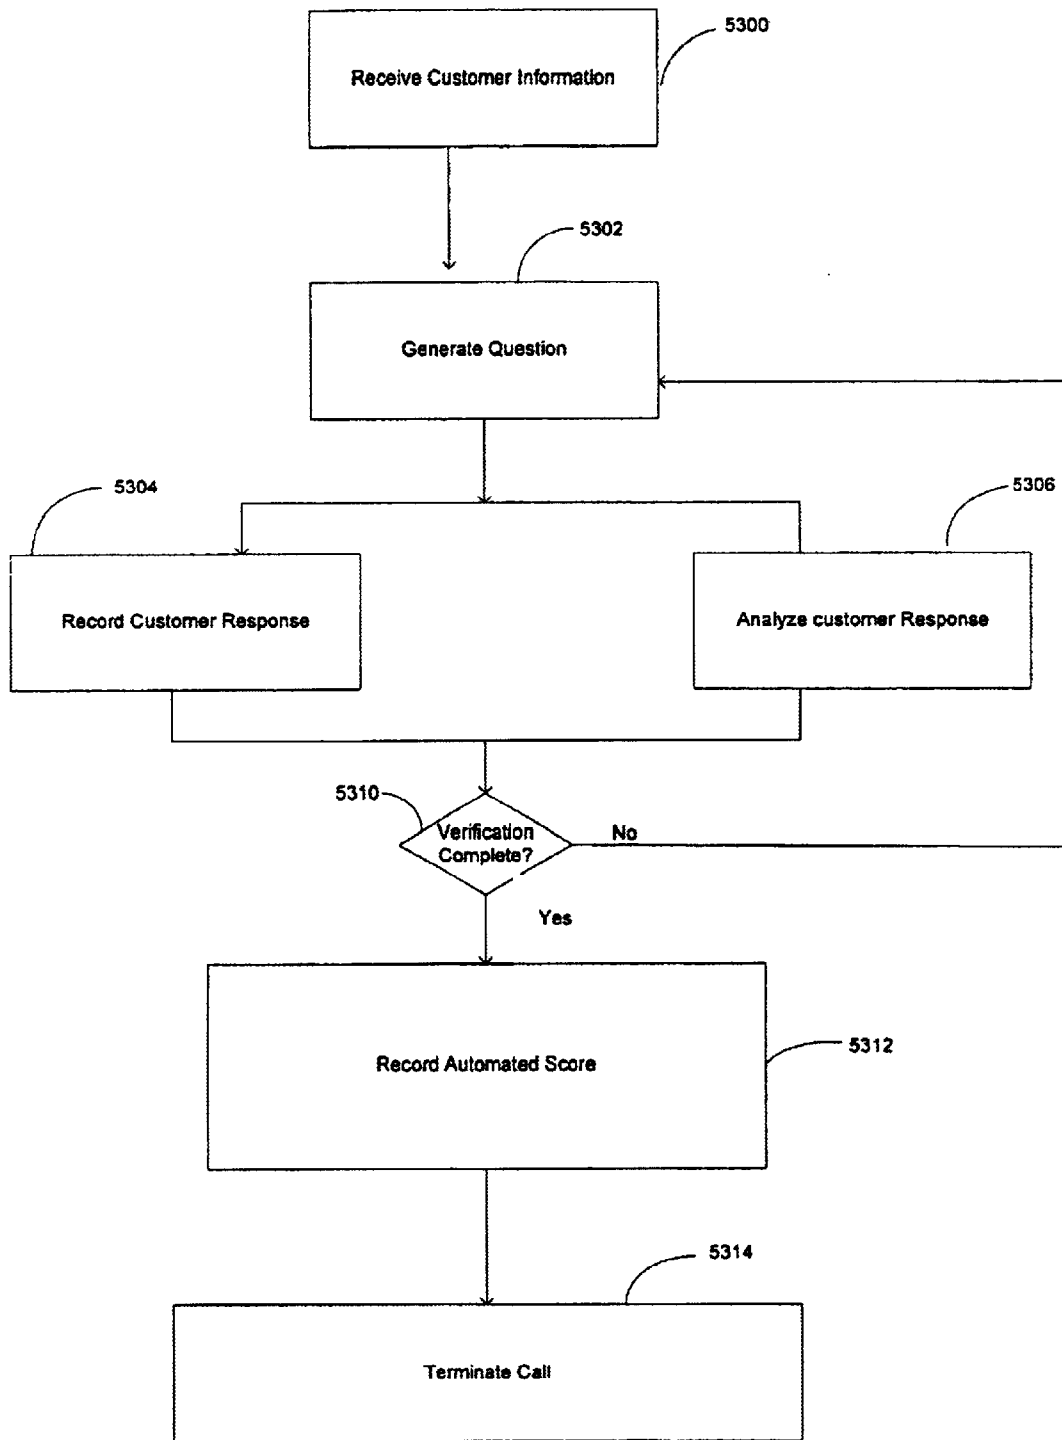 5300
Receive Customer Information
5302
Generate Question
5304
5306
Record Customer Response
Analyze customer Response
5310
Verification
Complete?
No
Yes
Record Automated Score
5312
5314
Terminate Call